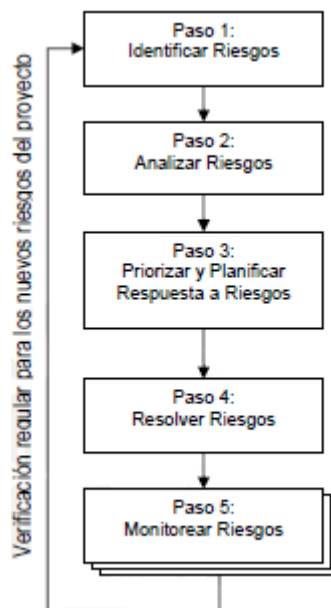 Paso 1:
Identificar Riesgos
Paso 2:
Analizar Riesgos
Paso 3:
Priorizar y Planificar
Respuesta a Riesgos
Paso 4:
Resolver Riesgos
Paso 5:
Monitorear Riesgos
Verificación regular para los nuevos riesgos del proyecto